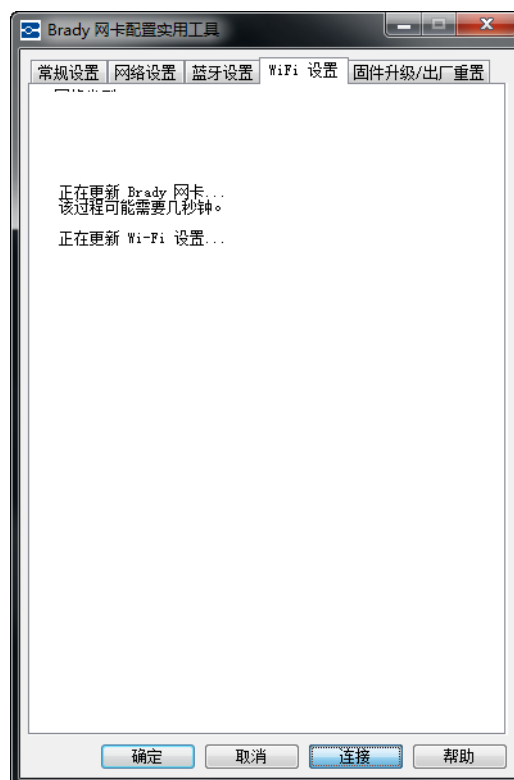 Brady 网卡配置实用工具
常规设置 网络设置 蓝牙设置 WiFi 设置 固件升级/出厂重置
正在更新 Brady 网卡...
该过程可能需要几秒钟。
正在更新 Wi-Fi 设置...
确定 取消 连接 帮助